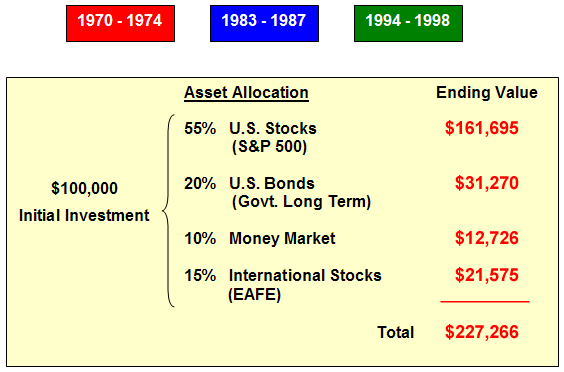 1970 - 1974
1983 - 1987
1994 - 1998
Asset Allocation Ending Value
55% U.S. Stocks $161,695
(S&P 500)
$100,000
Initial Investment
20% U.S. Bonds $31,270
(Govt. Long Term)
10% Money Market $12,726
15% International Stocks $21,575
(EAFE)
Total $227,266